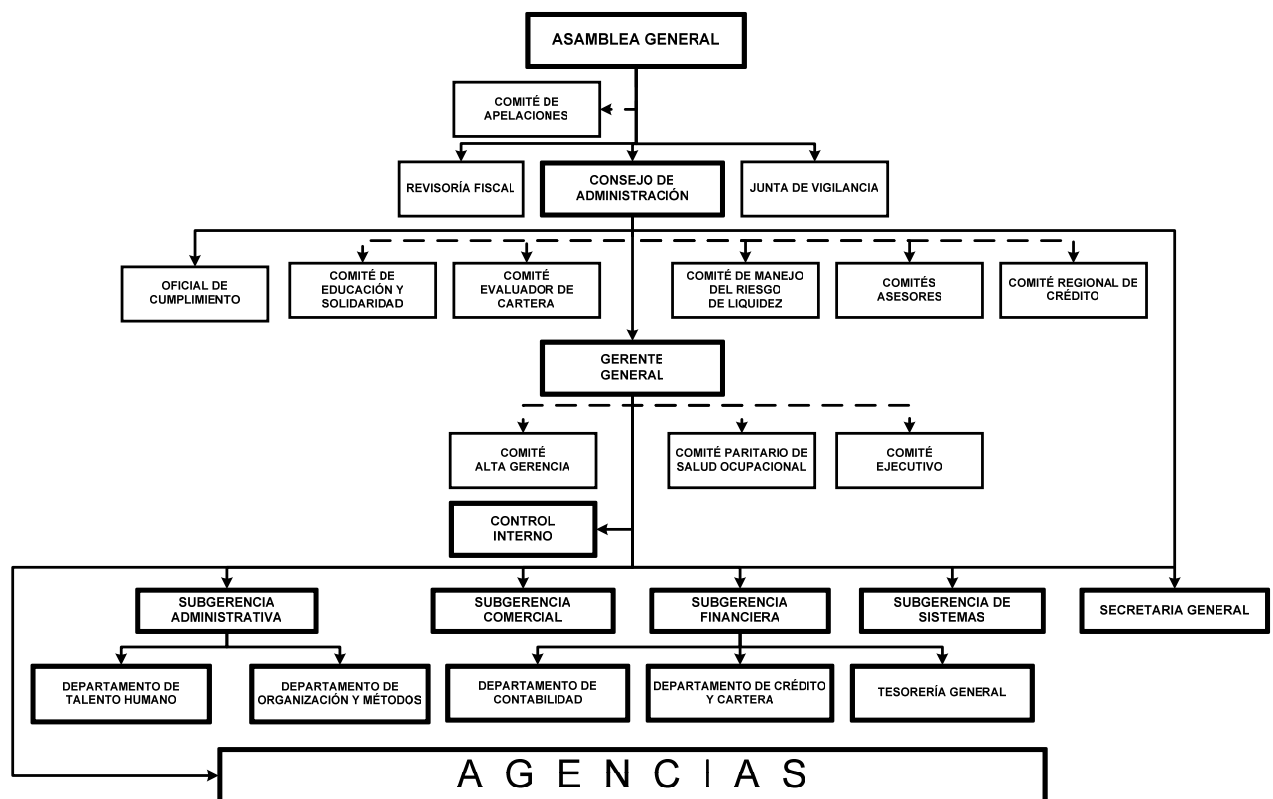 ASAMBLEA GENERAL
COMITÉ DE
APELACIONES
REVISORÍA FISCAL
CONSEJO DE
ADMINISTRACIÓN
JUNTA DE VIGILANCIA
OFICIAL DE
CUMPLIMIENTO
COMITÉ DE
EDUCACIÓN Y
SOLIDARIDAD
COMITÉ
EVALUADOR DE
CARTERA
COMITÉ DE MANEJO
DEL RIESGO
DE LIQUIDEZ
COMITÉS
ASESORES
COMITÉ REGIONAL DE
CRÉDITO
GERENTE
GENERAL
COMITÉ
ALTA GERENCIA
COMITÉ PARITARIO DE
SALUD OCUPACIONAL
COMITÉ
EJECUTIVO
CONTROL
INTERNO
SUBGERENCIA
ADMINISTRATIVA
SUBGERENCIA
COMERCIAL
SUBGERENCIA
FINANCIERA
SUBGERENCIA DE
SISTEMAS
SECRETARIA GENERAL
DEPARTAMENTO DE
TALENTO HUMANO
DEPARTAMENTO DE
ORGANIZACIÓN Y MÉTODOS
DEPARTAMENTO DE
CONTABILIDAD
DEPARTAMENTO DE CRÉDITO
Y CARTERA
TESORERÍA GENERAL
A G E N C I A S